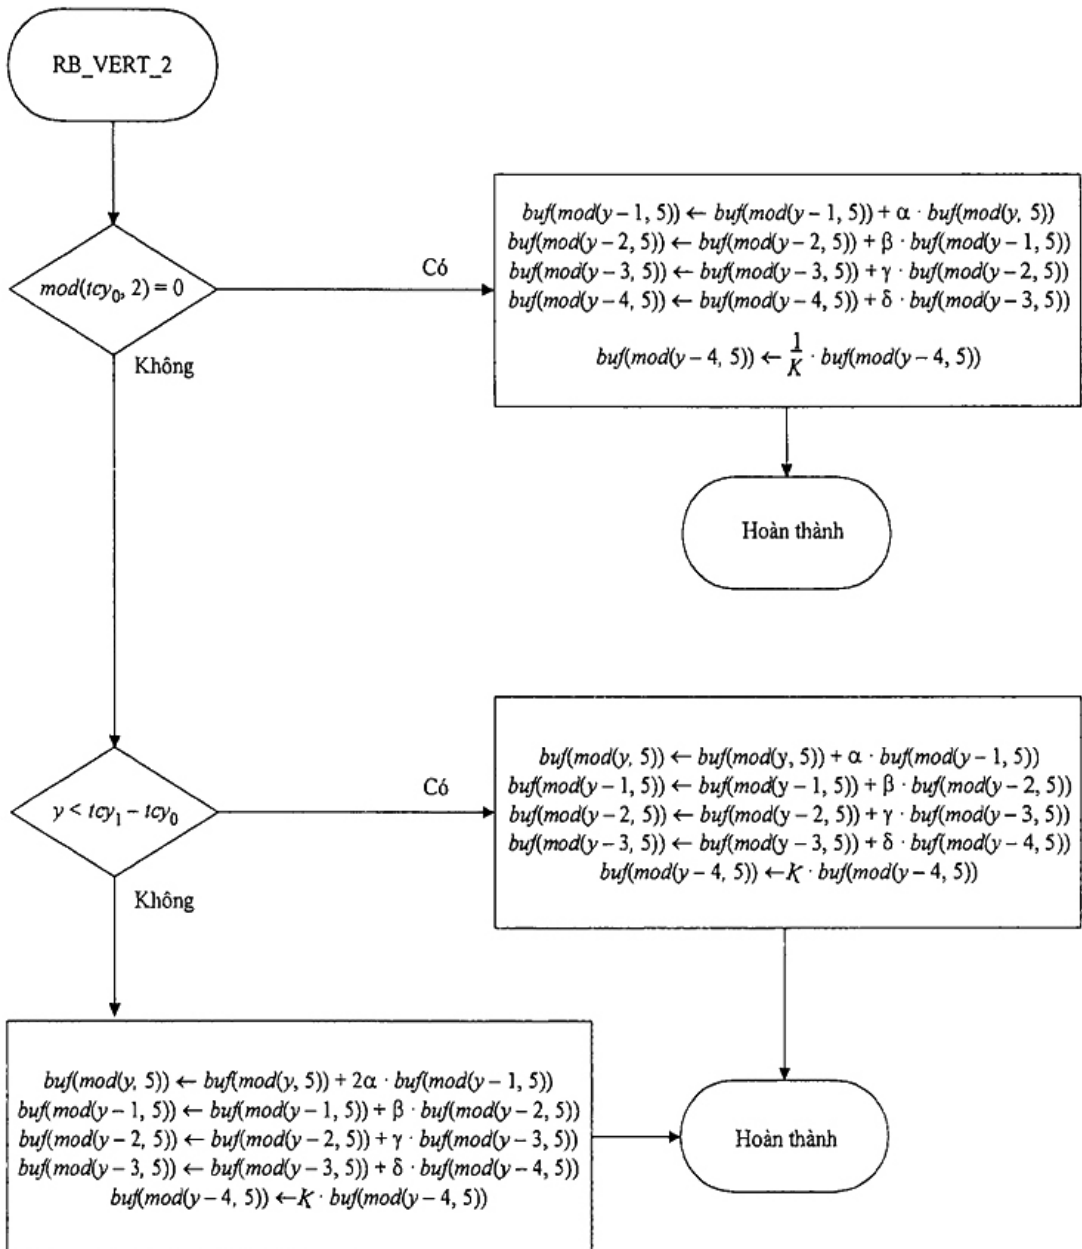 RB_VERT_2
mod(tcy₀, 2) = 0
Có
Không
buf(mod(y – 1, 5)) ← buf(mod(y – 1, 5)) + α · buf(mod(y, 5))
buf(mod(y – 2, 5)) ← buf(mod(y – 2, 5)) + β · buf(mod(y – 1, 5))
buf(mod(y – 3, 5)) ← buf(mod(y – 3, 5)) + γ · buf(mod(y – 2, 5))
buf(mod(y – 4, 5)) ← buf(mod(y – 4, 5)) + δ · buf(mod(y – 3, 5))
buf(mod(y – 4, 5)) ← 1/K · buf(mod(y – 4, 5))
Hoàn thành
y < tcy₁ – tcy₀
Có
Không
buf(mod(y, 5)) ← buf(mod(y, 5)) + α · buf(mod(y – 1, 5))
buf(mod(y – 1, 5)) ← buf(mod(y – 1, 5)) + β · buf(mod(y – 2, 5))
buf(mod(y – 2, 5)) ← buf(mod(y – 2, 5)) + γ · buf(mod(y – 3, 5))
buf(mod(y – 3, 5)) ← buf(mod(y – 3, 5)) + δ · buf(mod(y – 4, 5))
buf(mod(y – 4, 5)) ←K · buf(mod(y – 4, 5))
buf(mod(y, 5)) ← buf(mod(y, 5)) + 2α · buf(mod(y – 1, 5))
buf(mod(y – 1, 5)) ← buf(mod(y – 1, 5)) + β · buf(mod(y – 2, 5))
buf(mod(y – 2, 5)) ← buf(mod(y – 2, 5)) + γ · buf(mod(y – 3, 5))
buf(mod(y – 3, 5)) ← buf(mod(y – 3, 5)) + δ · buf(mod(y – 4, 5))
buf(mod(y – 4, 5)) ←K · buf(mod(y – 4, 5))
Hoàn thành